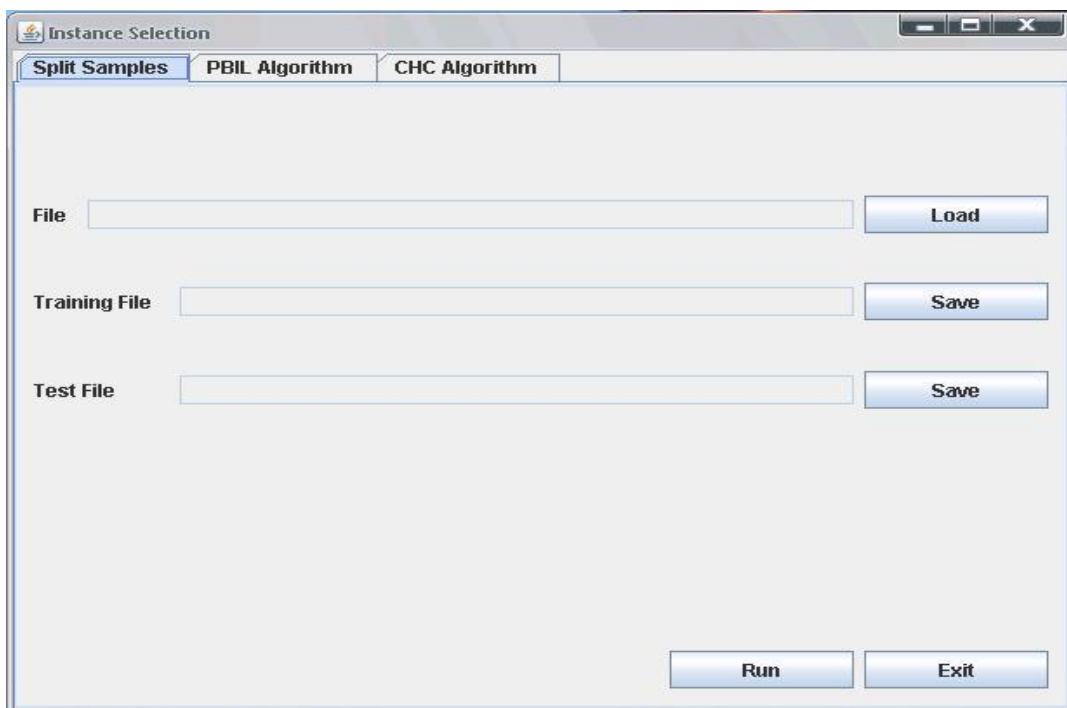 Instance Selection
Split Samples PBIL Algorithm CHC Algorithm
File Load
Training File Save
Test File Save
Run Exit